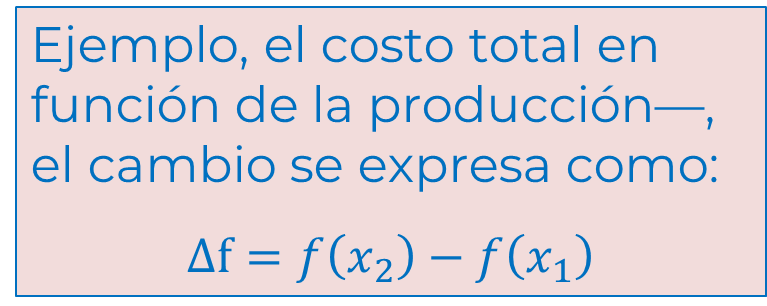 Ejemplo, el costo total en
función de la producción—,
el cambio se expresa como:
Δf = f(x₂) − f(x₁)